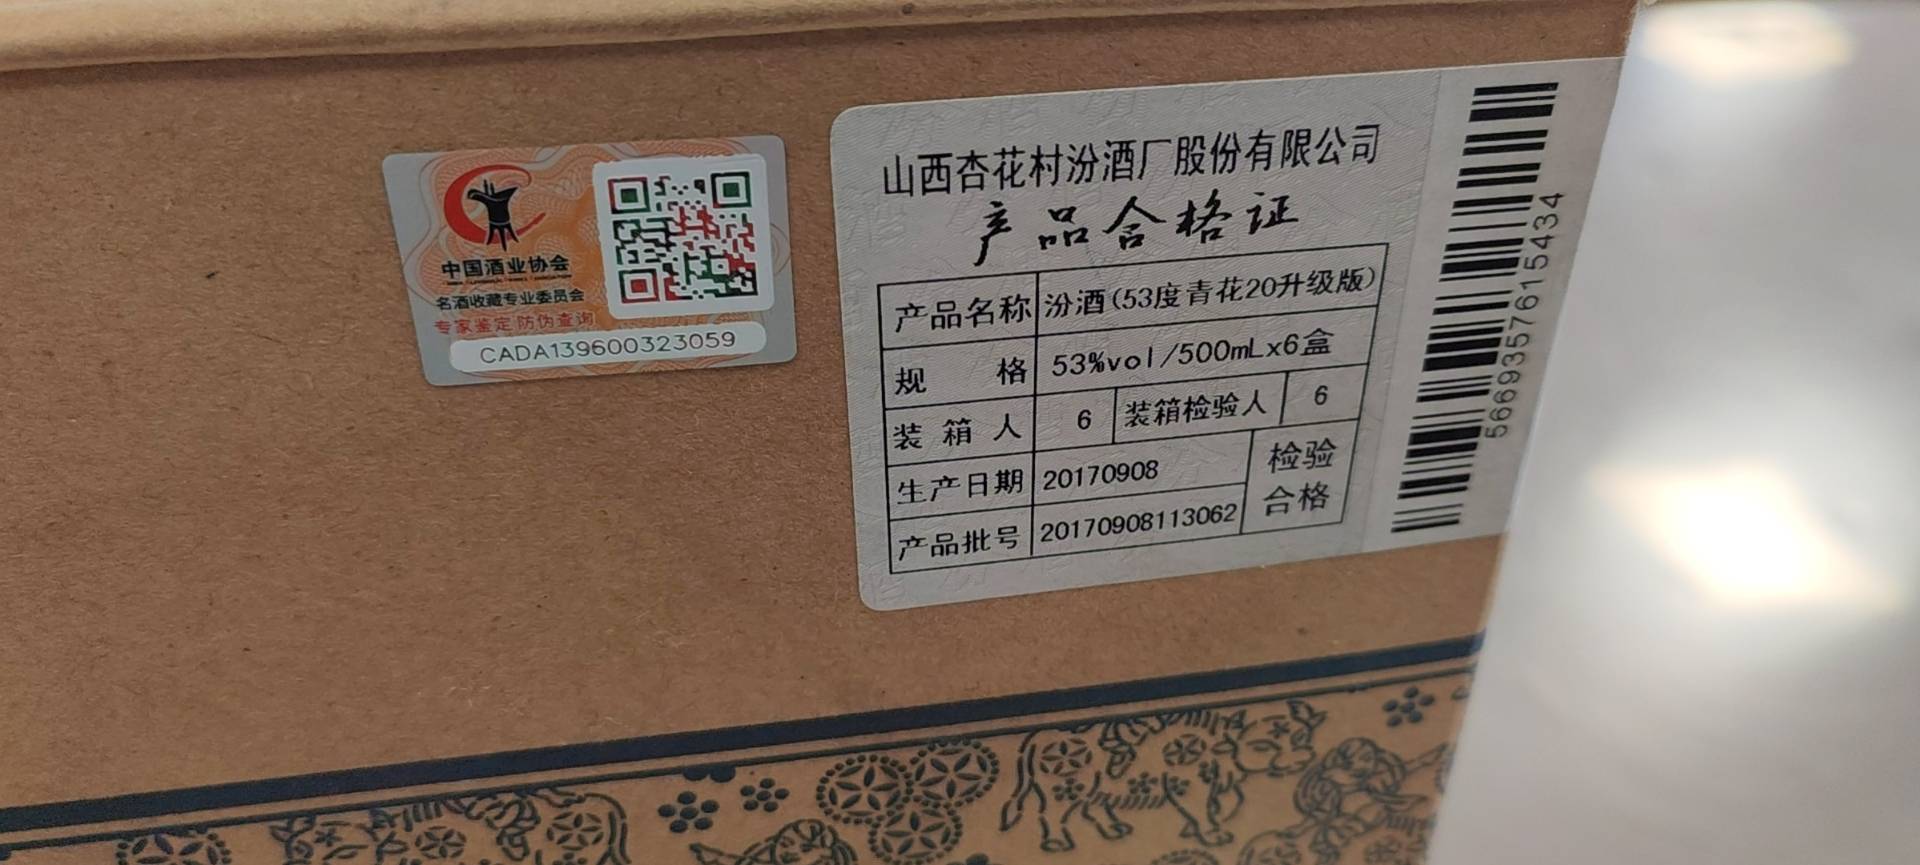 中国酒业协会
名酒收藏专业委员会
专家鉴定 防伪查询
CADA139600323059
山西杏花村汾酒厂股份有限公司
产品合格证
产品名称 汾酒(53度青花20升级版)
规 格 53%vol/500mLx6盒
装箱人 6 装箱检验人 6
生产日期 20170908 检验
产品批号 20170908113062 合格
5669357615434